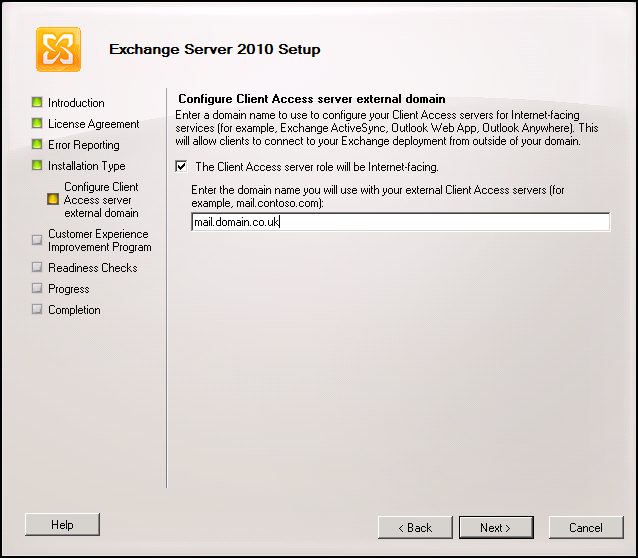 Exchange Server 2010 Setup
Introduction
License Agreement
Error Reporting
Installation Type
Configure Client
Access server
external domain
Customer Experience
Improvement Program
Readiness Checks
Progress
Completion
Configure Client Access server external domain
Enter a domain name to use to configure your Client Access servers for Internet-facing
services (for example, Exchange ActiveSync, Outlook Web App, Outlook Anywhere). This
will allow clients to connect to your Exchange deployment from outside of your domain.
The Client Access server role will be Internet-facing.
Enter the domain name you will use with your external Client Access servers (for
example, mail.contoso.com):
mail.domain.co.uk
Help
< Back
Next >
Cancel